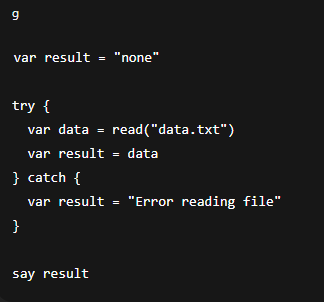 g
var result = "none"
try {
  var data = read("data.txt")
  var result = data
} catch {
  var result = "Error reading file"
}
say result